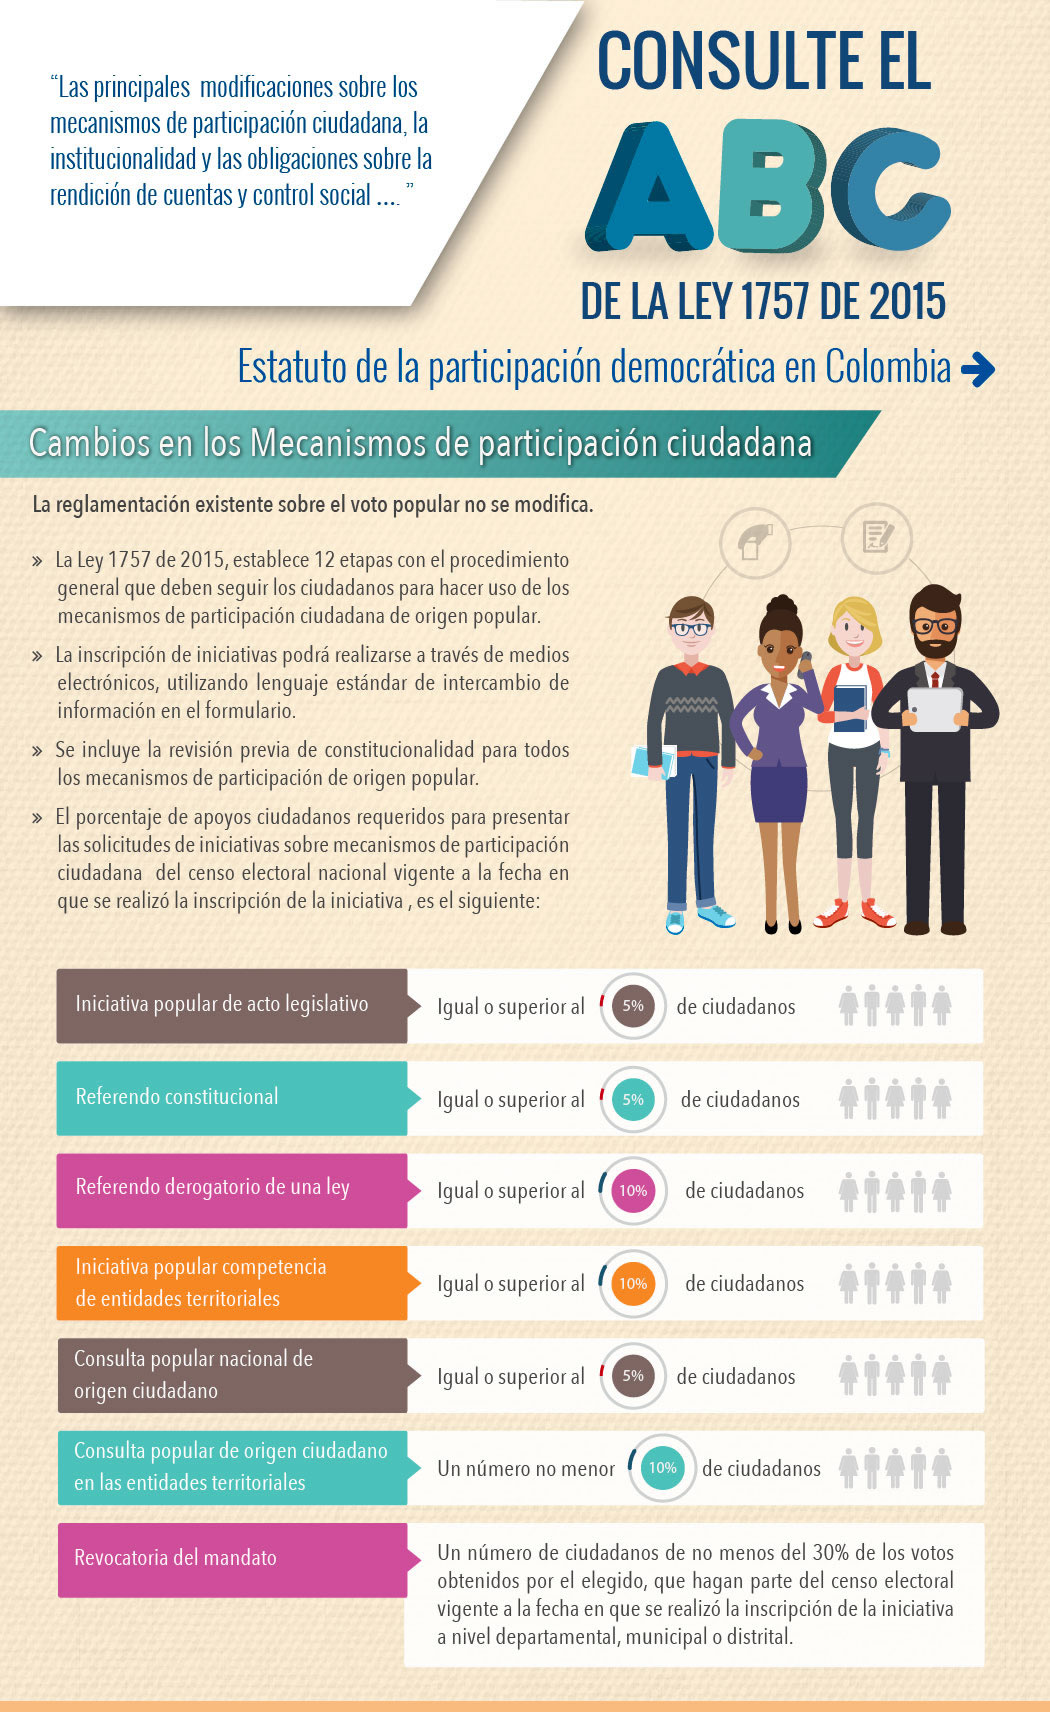 “Las principales modificaciones sobre los
mecanismos de participación ciudadana, la
institucionalidad y las obligaciones sobre la
rendición de cuentas y control social .... ”
CONSULTE EL
ABC
DE LA LEY 1757 DE 2015
Estatuto de la participación democrática en Colombia
Cambios en los Mecanismos de participación ciudadana
La reglamentación existente sobre el voto popular no se modifica.
» La Ley 1757 de 2015, establece 12 etapas con el procedimiento
general que deben seguir los ciudadanos para hacer uso de los
mecanismos de participación ciudadana de origen popular.
» La inscripción de iniciativas podrá realizarse a través de medios
electrónicos, utilizando lenguaje estándar de intercambio de
información en el formulario.
» Se incluye la revisión previa de constitucionalidad para todos
los mecanismos de participación de origen popular.
» El porcentaje de apoyos ciudadanos requeridos para presentar
las solicitudes de iniciativas sobre mecanismos de participación
ciudadana del censo electoral nacional vigente a la fecha en
que se realizó la inscripción de la iniciativa , es el siguiente:
Iniciativa popular de acto legislativo
Igual o superior al 5% de ciudadanos
Referendo constitucional
Igual o superior al 5% de ciudadanos
Referendo derogatorio de una ley
Igual o superior al 10% de ciudadanos
Iniciativa popular competencia
de entidades territoriales
Igual o superior al 10% de ciudadanos
Consulta popular nacional de
origen ciudadano
Igual o superior al 5% de ciudadanos
Consulta popular de origen ciudadano
en las entidades territoriales
Un número no menor 10% de ciudadanos
Revocatoria del mandato
Un número de ciudadanos de no menos del 30% de los votos
obtenidos por el elegido, que hagan parte del censo electoral
vigente a la fecha en que se realizó la inscripción de la iniciativa
a nivel departamental, municipal o distrital.